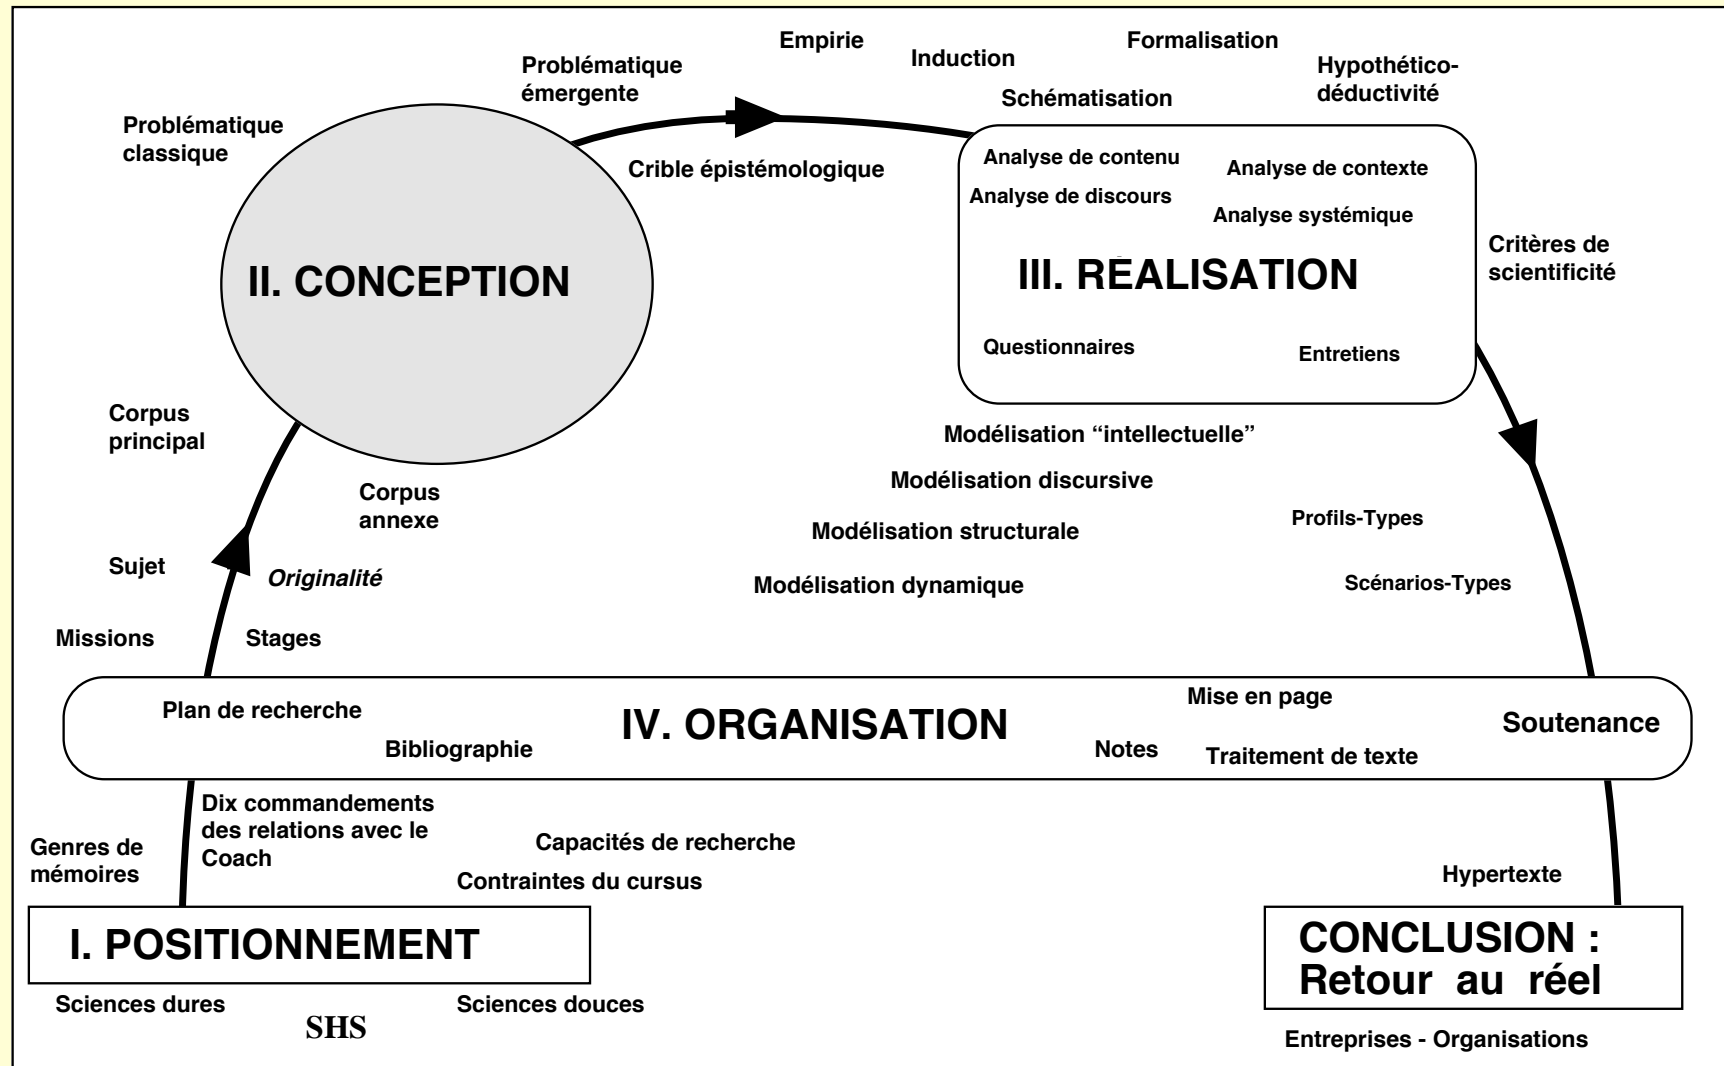 Empirie
Formalisation
Induction
Problématique
émergente
Hypothético-
déductivité
Schématisation
Problématique
classique
Crible épistémologique
Analyse de contenu
Analyse de contexte
Analyse de discours
Analyse systémique
II. CONCEPTION
III. RÉALISATION
Critères de
scientificité
Questionnaires
Entretiens
Corpus
principal
Modélisation “intellectuelle”
Corpus
annexe
Modélisation discursive
Profils-Types
Modélisation structurale
Sujet
Originalité
Modélisation dynamique
Scénarios-Types
Missions
Stages
Plan de recherche
Bibliographie
IV. ORGANISATION
Mise en page
Notes
Traitement de texte
Soutenance
Dix commandements
des relations avec le
Coach
Genres de
mémoires
Capacités de recherche
Contraintes du cursus
Hypertexte
I. POSITIONNEMENT
CONCLUSION :
Retour au réel
Sciences dures
SHS
Sciences douces
Entreprises - Organisations